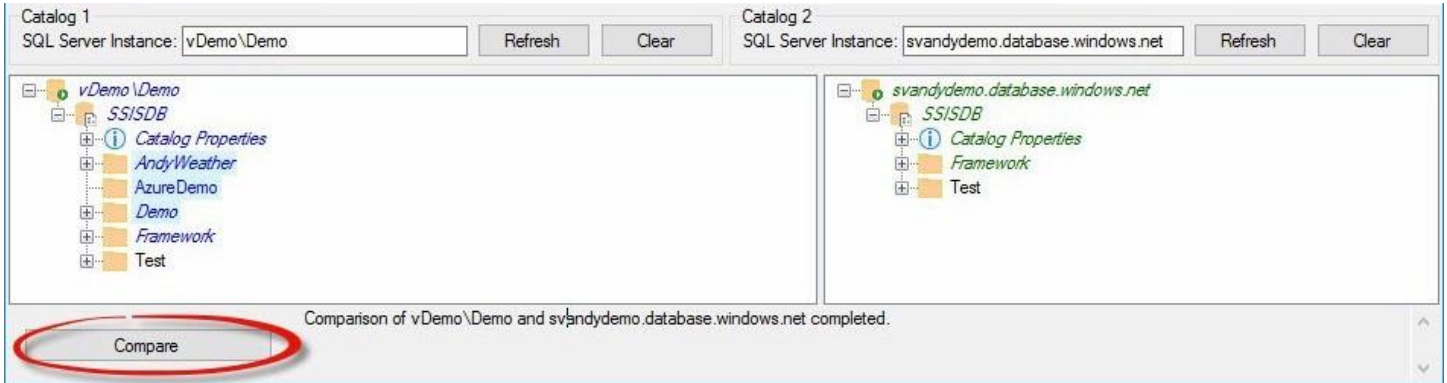 Catalog 1
SQL Server Instance: vDemo\Demo Refresh Clear
Catalog 2
SQL Server Instance: svandydemo.database.windows.net Refresh Clear
vDemo\Demo
SSISDB
Catalog Properties
AndyWeather
AzureDemo
Demo
Framework
Test
svandydemo.database.windows.net
SSISDB
Catalog Properties
Framework
Test
Compare
Comparison of vDemo\Demo and svandydemo.database.windows.net completed.